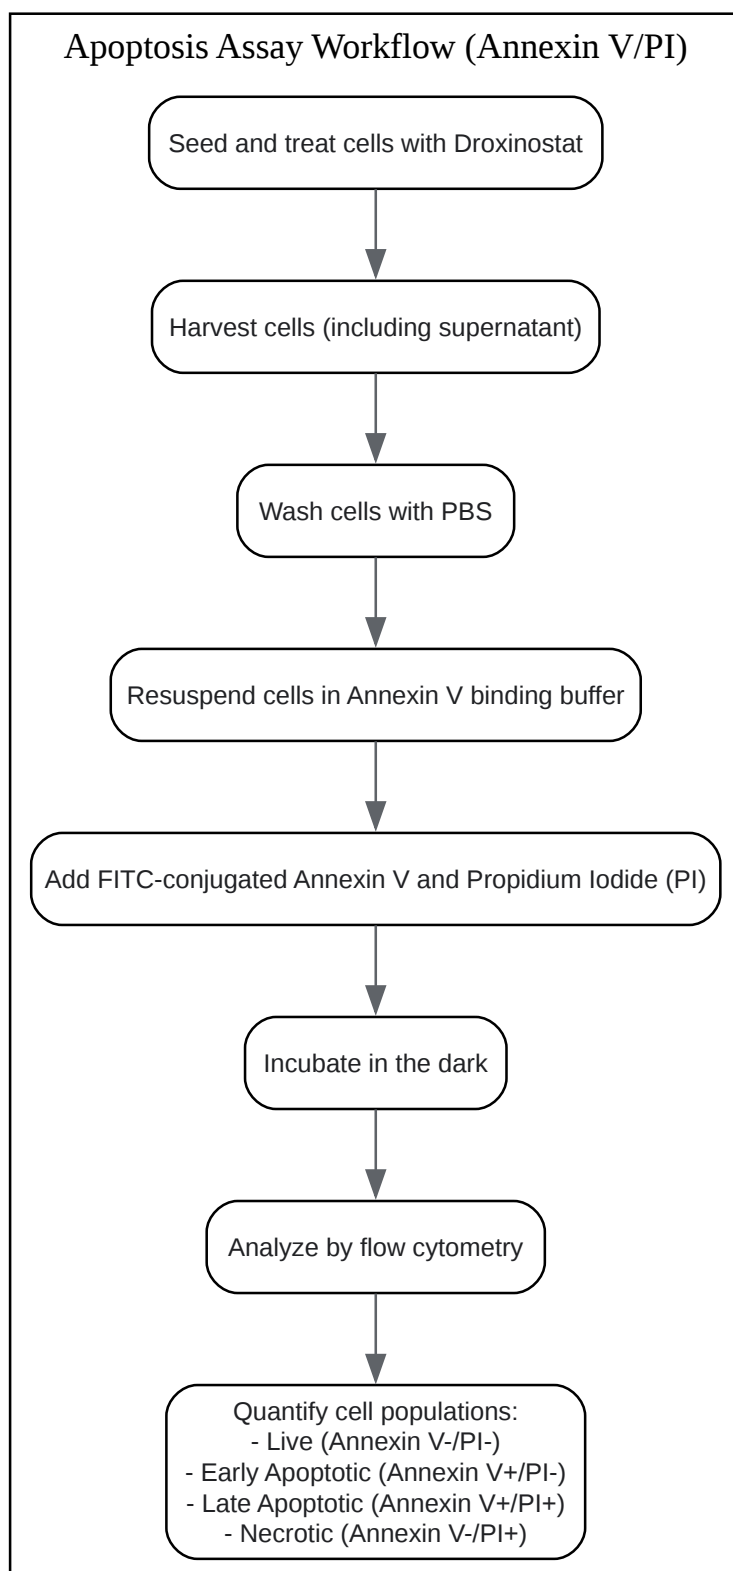 Apoptosis Assay Workflow (Annexin V/PI)
Seed and treat cells with Droxinostat
Harvest cells (including supernatant)
Wash cells with PBS
Resuspend cells in Annexin V binding buffer
Add FITC-conjugated Annexin V and Propidium Iodide (PI)
Incubate in the dark
Analyze by flow cytometry
Quantify cell populations:
- Live (Annexin V-/PI-)
- Early Apoptotic (Annexin V+/PI-)
- Late Apoptotic (Annexin V+/PI+)
- Necrotic (Annexin V-/PI+)